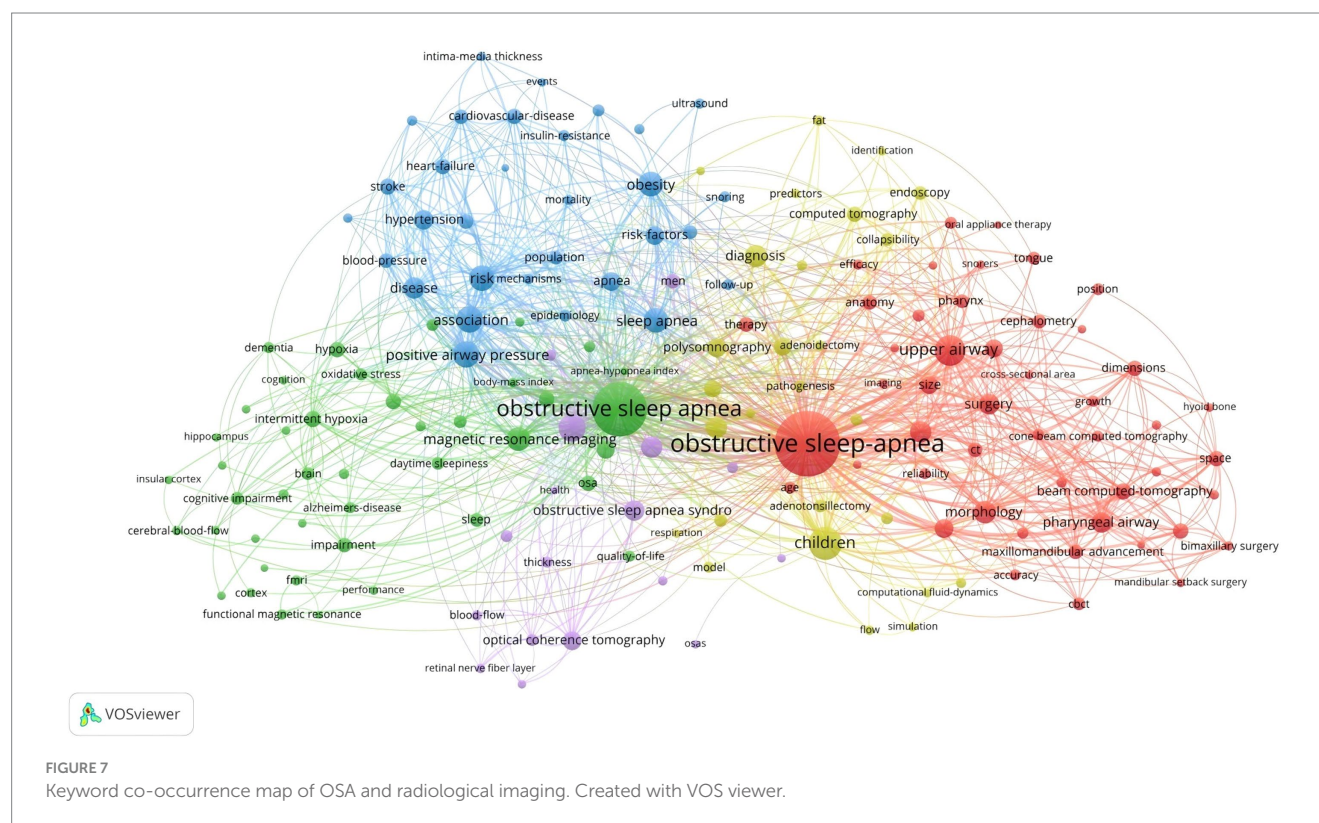 intima-media thickness
events
ultrasound
cardiovascular-disease
fat
insulin-resistance
identification
heart-failure
stroke
obesity
mortality
snoring
predictors
endoscopy
computed tomography
hypertension
oral appliance therapy
risk-factors
collapsibility
blood-pressure
population
diagnosis
efficacy
snorers
tongue
risk
mechanisms
apnea
men
follow-up
disease
position
anatomy
pharynx
association
epidemiology
sleep apnea
therapy
cephalometry
dementia
hypoxia
positive airway pressure
polysomnography
adenoidectomy
upper airway
oxidative stress
apnea-hypopnea index
cross-sectional area
dimensions
cognition
body-mass index
pathogenesis
imaging
size
obstructive sleep apnea
surgery
growth
hyoid bone
intermittent hypoxia
hippocampus
magnetic resonance imaging
obstructive sleep-apnea
cone beam computed tomography
ct
daytime sleepiness
space
insular cortex
brain
osa
health
age
reliability
beam computed-tomography
cognitive impairment
alzheimers-disease
obstructive sleep apnea syndro
adenotonsillectomy
morphology
cerebral-blood-flow
sleep
respiration
pharyngeal airway
impairment
children
quality-of-life
maxillomandibular advancement
bimaxillary surgery
thickness
model
fmri
accuracy
mandibular setback surgery
cortex
performance
computational fluid-dynamics
cbct
functional magnetic resonance
blood-flow
flow
simulation
optical coherence tomography
osas
retinal nerve fiber layer
VOSviewer
FIGURE 7
Keyword co-occurrence map of OSA and radiological imaging. Created with VOS viewer.